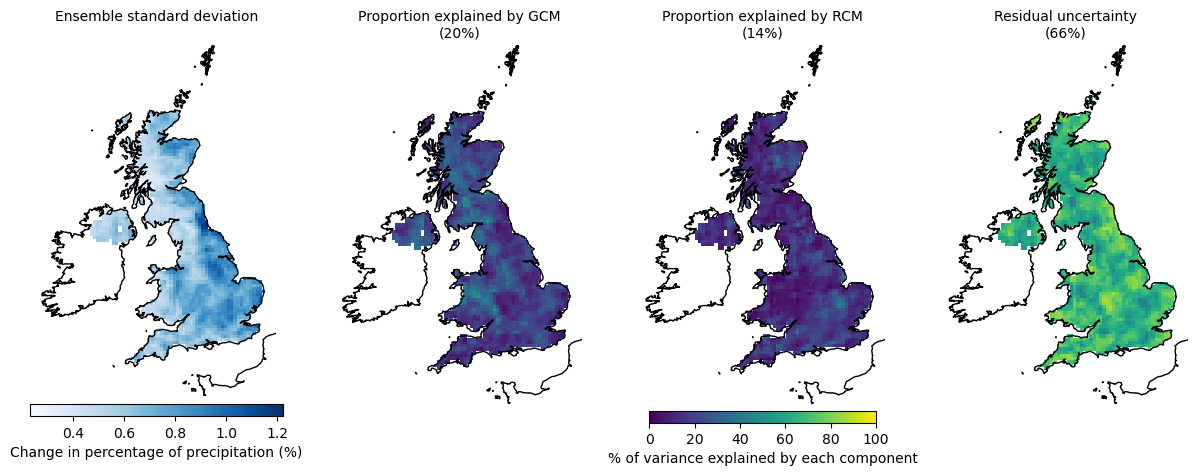 Ensemble standard deviation
Proportion explained by GCM
(20%)
Proportion explained by RCM
(14%)
Residual uncertainty
(66%)
0.4 0.6 0.8 1.0 1.2
Change in percentage of precipitation (%)
0 20 40 60 80 100
% of variance explained by each component